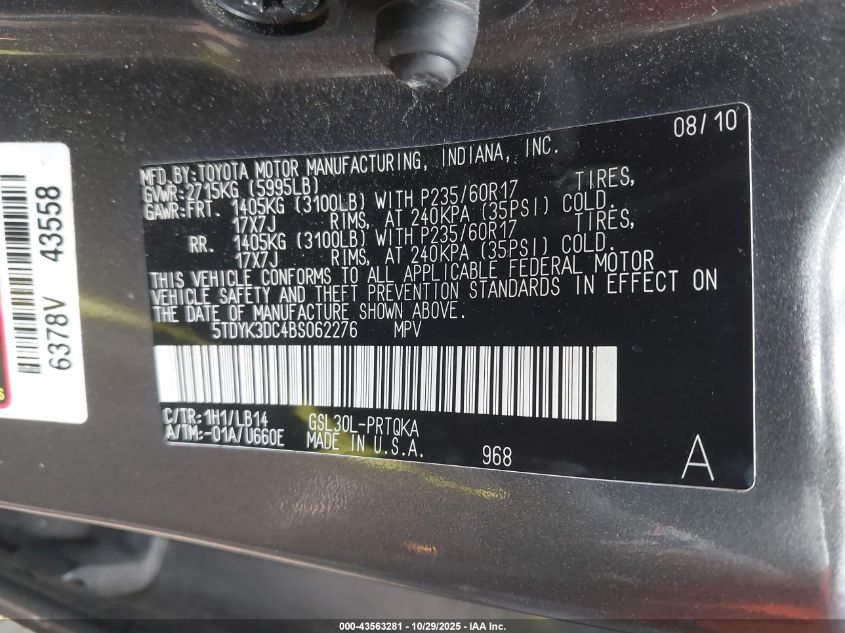 08/10
MFD.BY:TOYOTA MOTOR MANUFACTURING, INDIANA, INC.
GVWR:2715KG (5995LB)
GAWR:FRT. 1405KG (3100LB) WITH P235/60R17 TIRES,
17X7J RIMS, AT 240KPA (35PSI) COLD.
RR. 1405KG (3100LB) WITH P235/60R17 TIRES,
17X7J RIMS, AT 240KPA (35PSI) COLD.
THIS VEHICLE CONFORMS TO ALL APPLICABLE FEDERAL MOTOR
VEHICLE SAFETY AND THEFT PREVENTION STANDARDS IN EFFECT ON
THE DATE OF MANUFACTURE SHOWN ABOVE.
5TDYK3DC4BS062276 MPV
C/TR:1H1/LB14 GSL30L-PRTQKA
A/TM:-01A/U660E MADE IN U.S.A.
968
A
6378V 43558
000-43563281 - 10/29/2025 - IAA Inc.